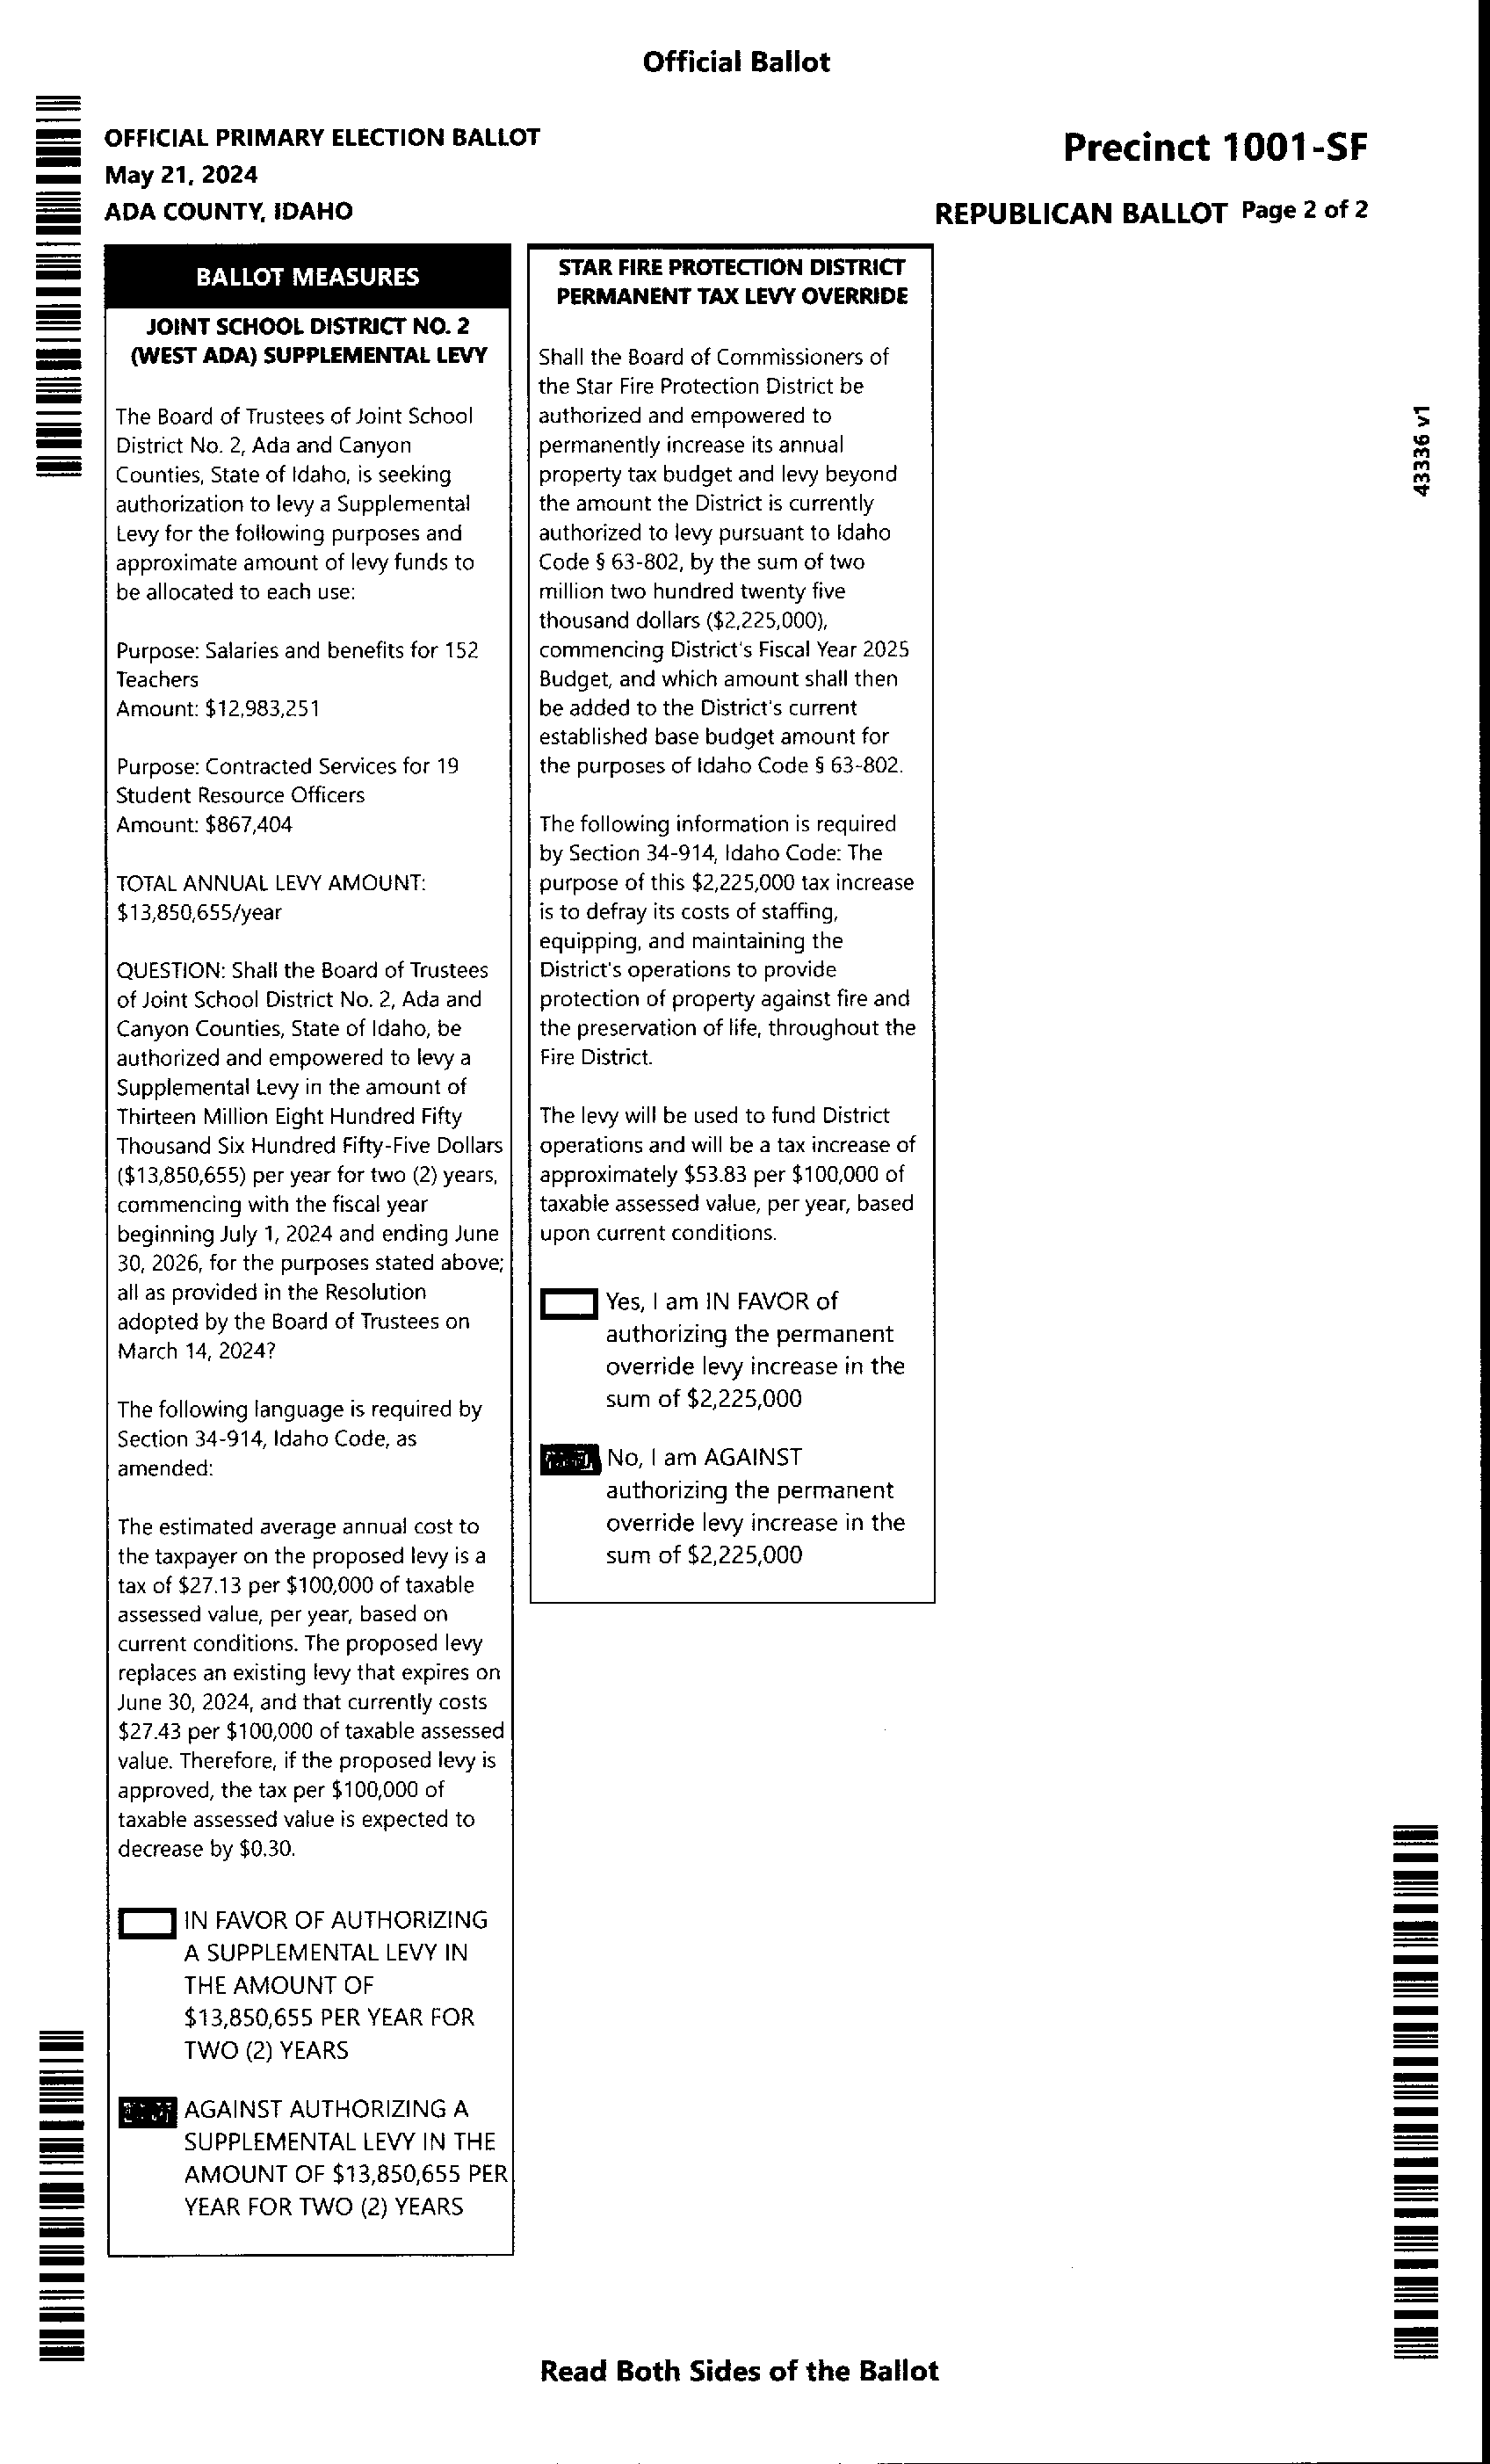 Official Ballot
OFFICIAL PRIMARY ELECTION BALLOT
May 21, 2024
ADA COUNTY, IDAHO
Precinct 1001-SF
REPUBLICAN BALLOT Page 2 of 2
BALLOT MEASURES
JOINT SCHOOL DISTRICT NO. 2
(WEST ADA) SUPPLEMENTAL LEVY
The Board of Trustees of Joint School
District No. 2, Ada and Canyon
Counties, State of Idaho, is seeking
authorization to levy a Supplemental
Levy for the following purposes and
approximate amount of levy funds to
be allocated to each use:
Purpose: Salaries and benefits for 152
Teachers
Amount: $12,983,251
Purpose: Contracted Services for 19
Student Resource Officers
Amount: $867,404
TOTAL ANNUAL LEVY AMOUNT:
$13,850,655/year
QUESTION: Shall the Board of Trustees
of Joint School District No. 2, Ada and
Canyon Counties, State of Idaho, be
authorized and empowered to levy a
Supplemental Levy in the amount of
Thirteen Million Eight Hundred Fifty
Thousand Six Hundred Fifty-Five Dollars
($13,850,655) per year for two (2) years,
commencing with the fiscal year
beginning July 1, 2024 and ending June
30, 2026, for the purposes stated above;
all as provided in the Resolution
adopted by the Board of Trustees on
March 14, 2024?
The following language is required by
Section 34-914, Idaho Code, as
amended:
The estimated average annual cost to
the taxpayer on the proposed levy is a
tax of $27.13 per $100,000 of taxable
assessed value, per year, based on
current conditions. The proposed levy
replaces an existing levy that expires on
June 30, 2024, and that currently costs
$27.43 per $100,000 of taxable assessed
value. Therefore, if the proposed levy is
approved, the tax per $100,000 of
taxable assessed value is expected to
decrease by $0.30.
IN FAVOR OF AUTHORIZING
A SUPPLEMENTAL LEVY IN
THE AMOUNT OF
$13,850,655 PER YEAR FOR
TWO (2) YEARS
AGAINST AUTHORIZING A
SUPPLEMENTAL LEVY IN THE
AMOUNT OF $13,850,655 PER
YEAR FOR TWO (2) YEARS
STAR FIRE PROTECTION DISTRICT
PERMANENT TAX LEVY OVERRIDE
Shall the Board of Commissioners of
the Star Fire Protection District be
authorized and empowered to
permanently increase its annual
property tax budget and levy beyond
the amount the District is currently
authorized to levy pursuant to Idaho
Code § 63-802, by the sum of two
million two hundred twenty five
thousand dollars ($2,225,000),
commencing District's Fiscal Year 2025
Budget, and which amount shall then
be added to the District's current
established base budget amount for
the purposes of Idaho Code § 63-802.
The following information is required
by Section 34-914, Idaho Code: The
purpose of this $2,225,000 tax increase
is to defray its costs of staffing,
equipping, and maintaining the
District's operations to provide
protection of property against fire and
the preservation of life, throughout the
Fire District.
The levy will be used to fund District
operations and will be a tax increase of
approximately $53.83 per $100,000 of
taxable assessed value, per year, based
upon current conditions.
Yes, I am IN FAVOR of
authorizing the permanent
override levy increase in the
sum of $2,225,000
No, I am AGAINST
authorizing the permanent
override levy increase in the
sum of $2,225,000
43336 v1
Read Both Sides of the Ballot